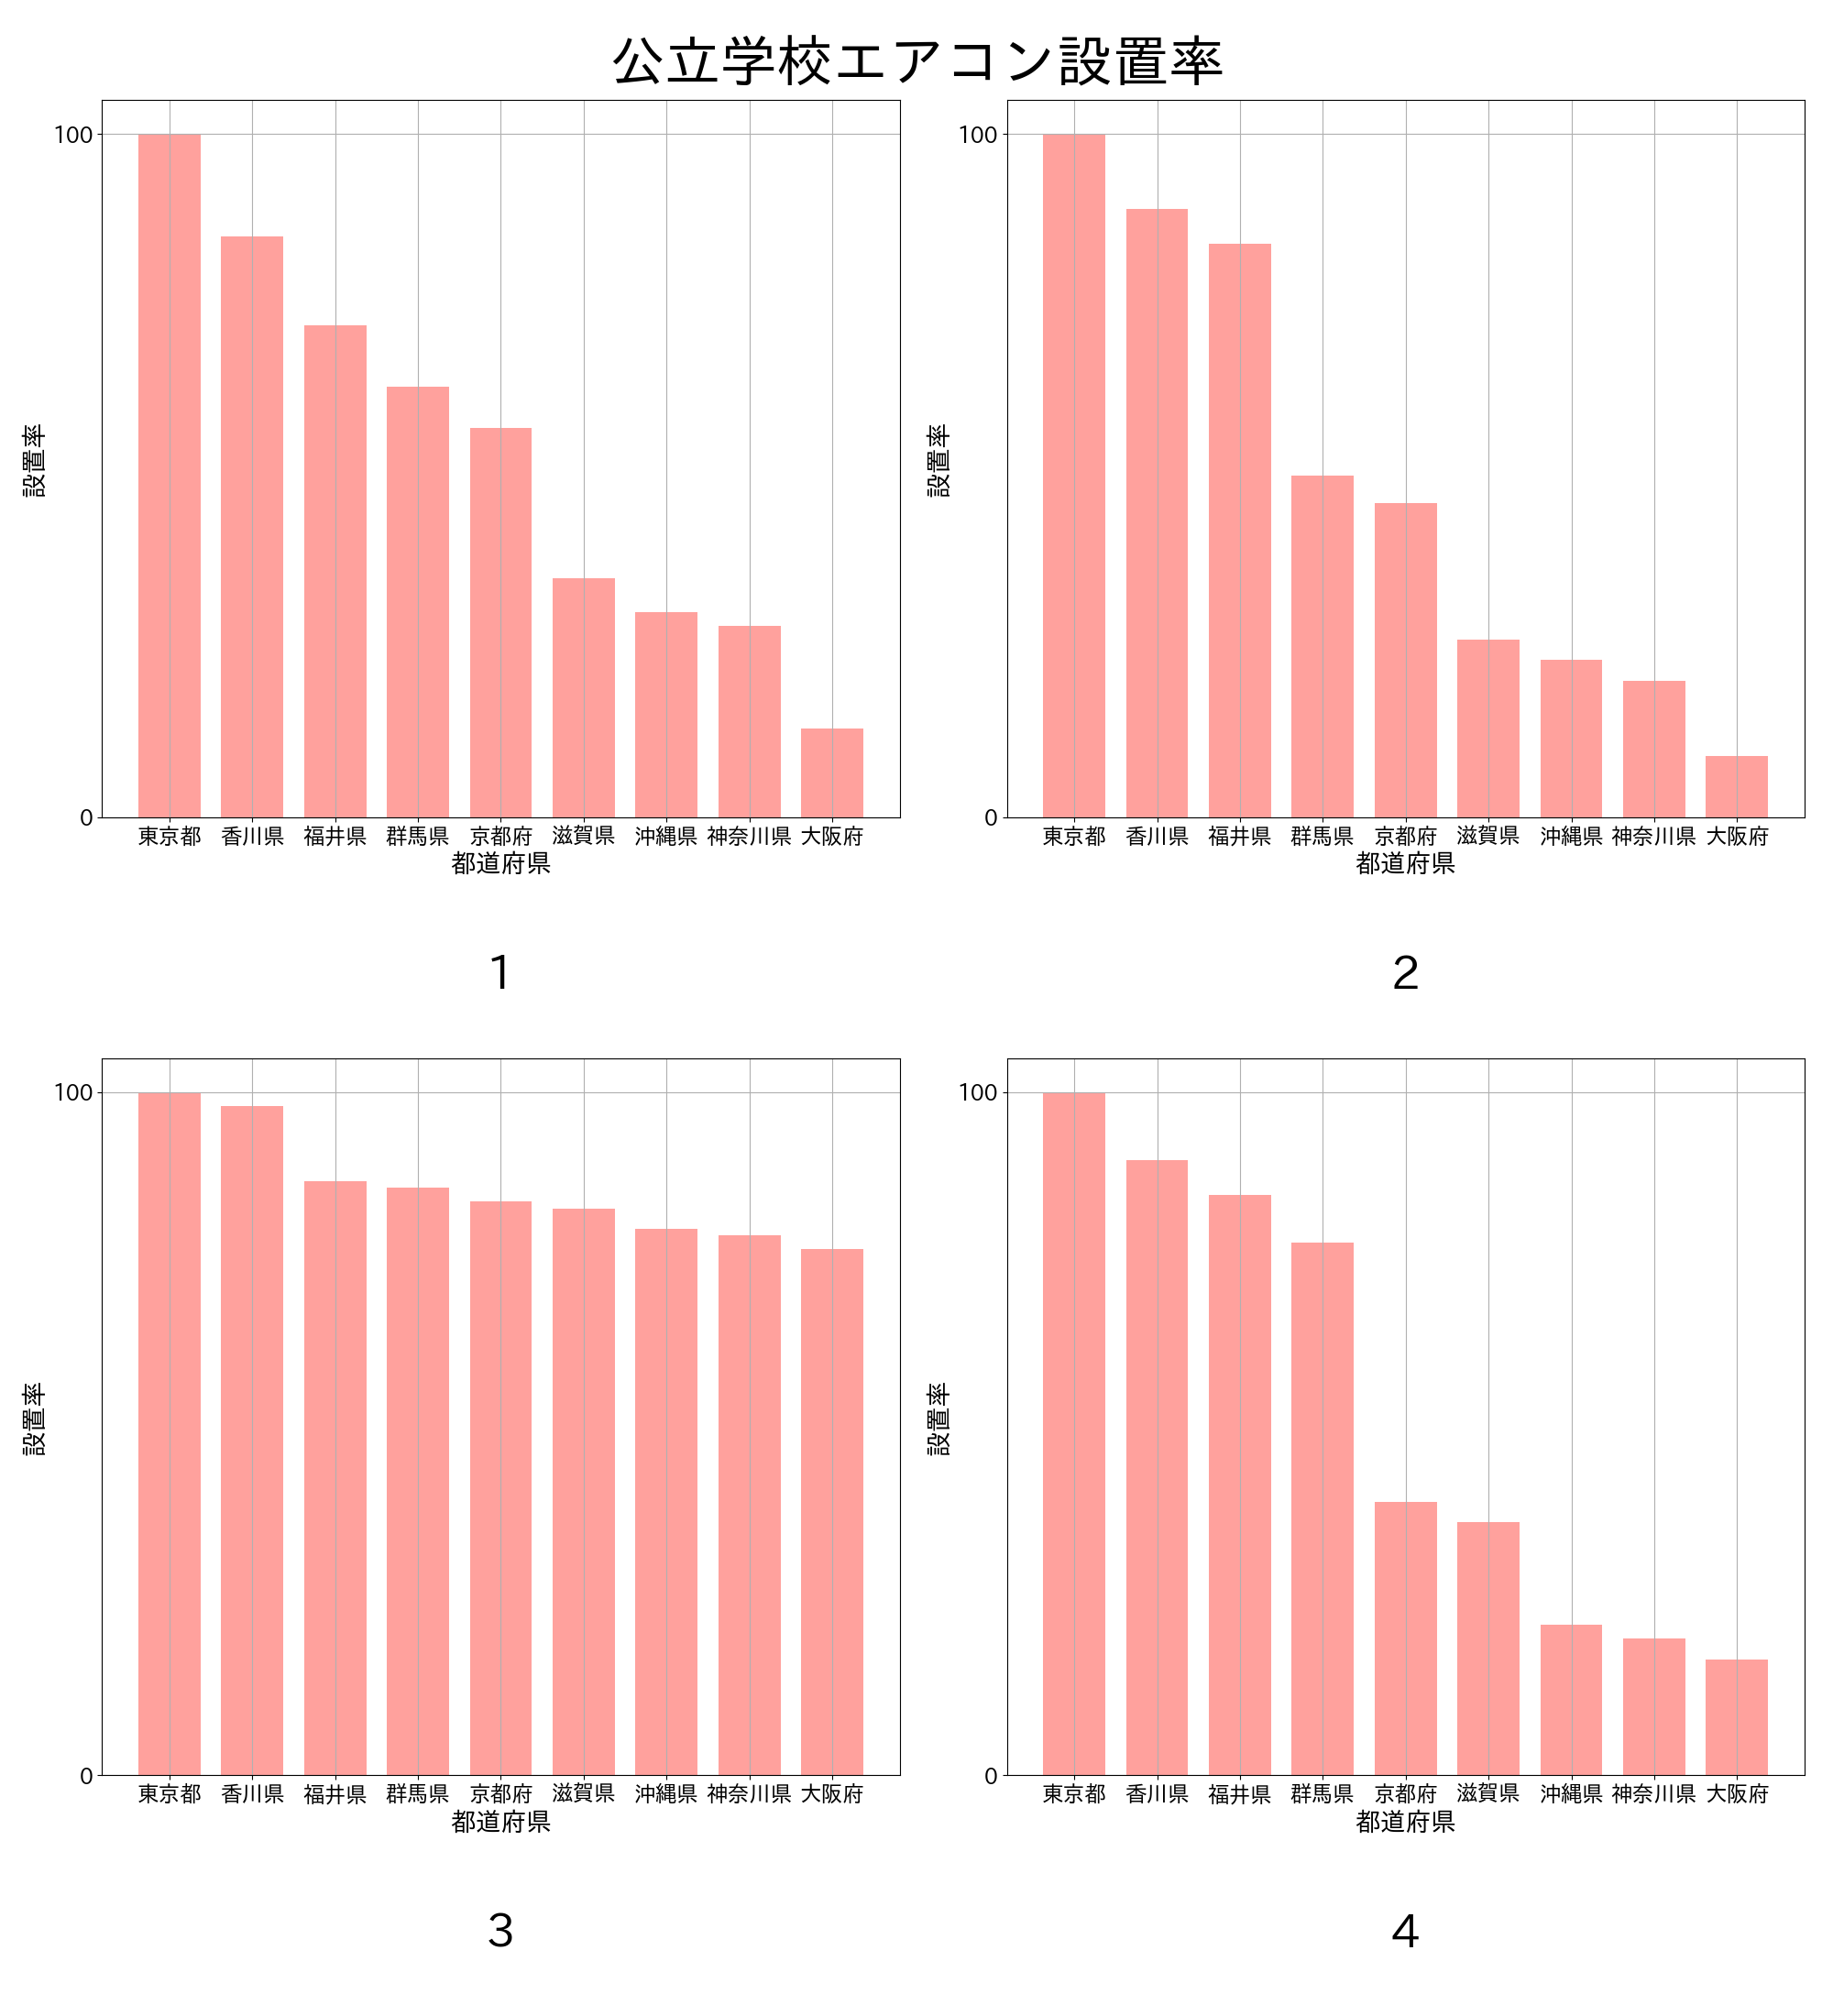 公立学校エアコン設置率
100
設置率
0
東京都 香川県 福井県 群馬県 京都府 滋賀県 沖縄県 神奈川県 大阪府
都道府県
1
100
設置率
0
東京都 香川県 福井県 群馬県 京都府 滋賀県 沖縄県 神奈川県 大阪府
都道府県
2
100
設置率
0
東京都 香川県 福井県 群馬県 京都府 滋賀県 沖縄県 神奈川県 大阪府
都道府県
3
100
設置率
0
東京都 香川県 福井県 群馬県 京都府 滋賀県 沖縄県 神奈川県 大阪府
都道府県
4